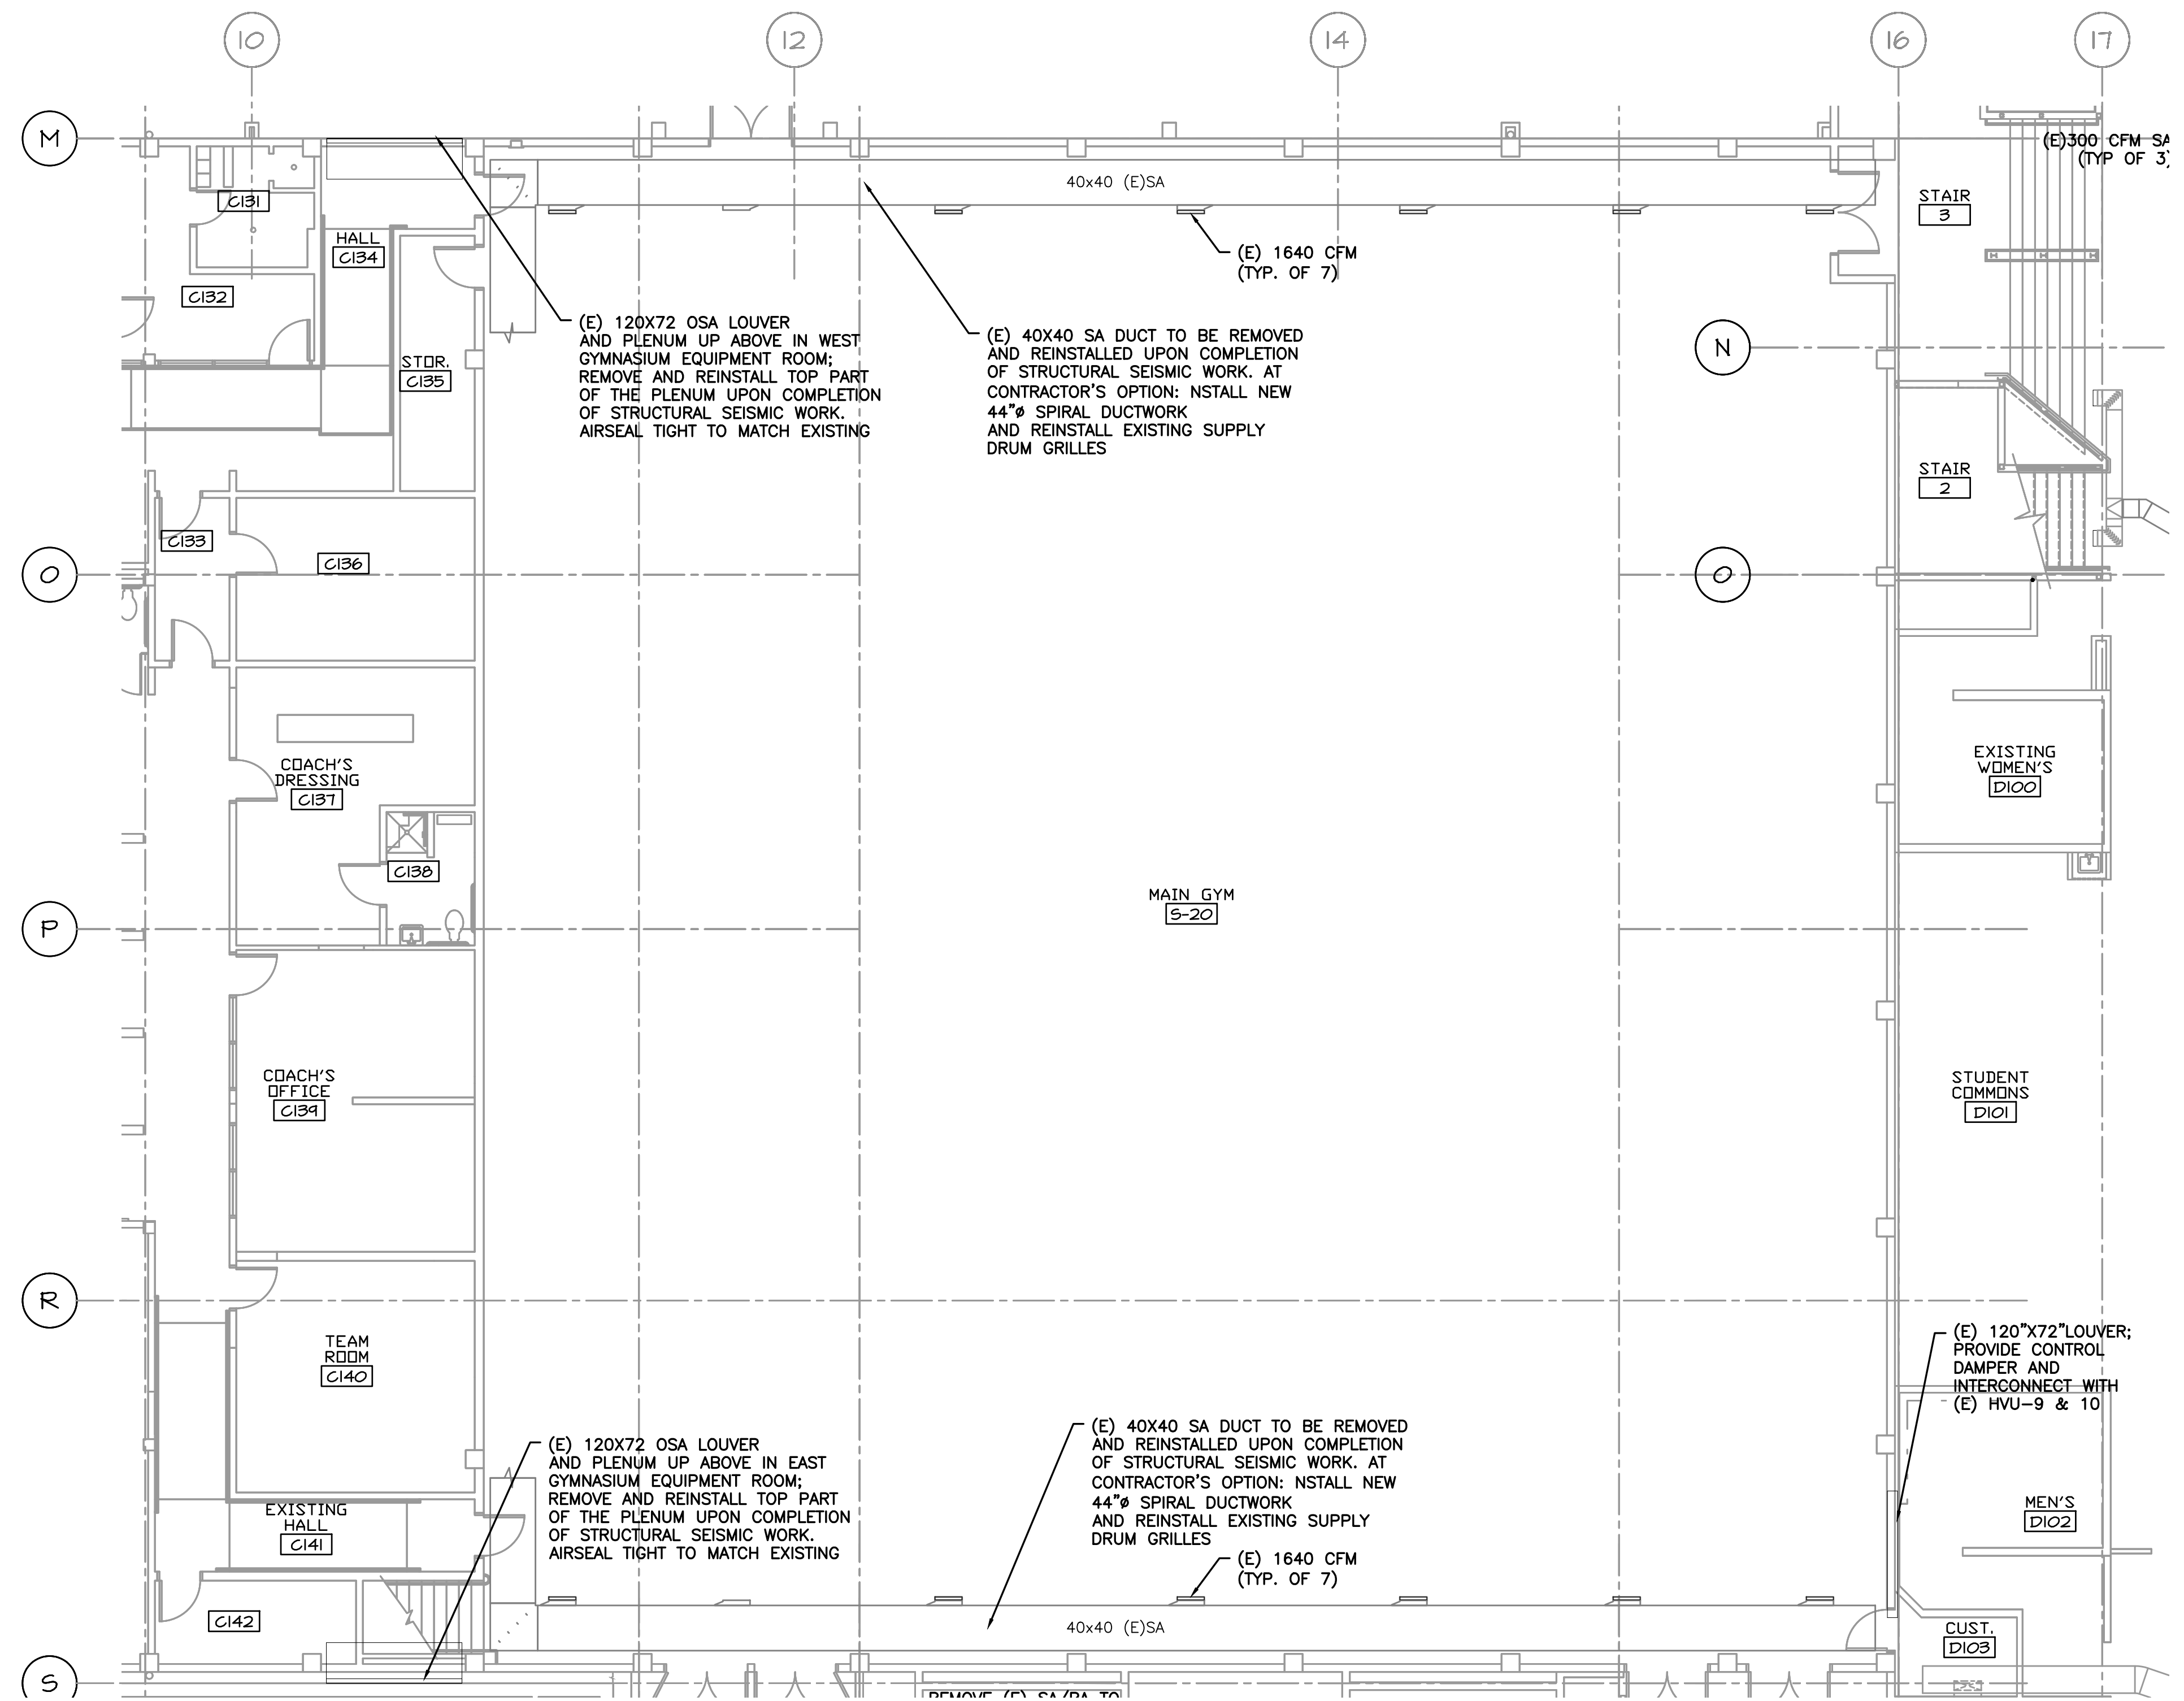 10
12
14
16
17
M
(E)300 CFM SA
(TYP OF 3)
40x40 (E)SA
C131
STAIR
3
HALL
C134
(E) 1640 CFM
(TYP. OF 7)
C132
(E) 120X72 OSA LOUVER
AND PLENUM UP ABOVE IN WEST
GYMNASIUM EQUIPMENT ROOM;
REMOVE AND REINSTALL TOP PART
OF THE PLENUM UPON COMPLETION
OF STRUCTURAL SEISMIC WORK.
AIRSEAL TIGHT TO MATCH EXISTING
(E) 40X40 SA DUCT TO BE REMOVED
AND REINSTALLED UPON COMPLETION
OF STRUCTURAL SEISMIC WORK. AT
CONTRACTOR'S OPTION: NSTALL NEW
44"ø SPIRAL DUCTWORK
AND REINSTALL EXISTING SUPPLY
DRUM GRILLES
N
STOR.
C135
STAIR
2
C133
C136
O
O
COACH'S
DRESSING
C137
EXISTING
WOMEN'S
D100
C138
MAIN GYM
S-20
P
COACH'S
OFFICE
C139
STUDENT
COMMONS
D101
R
TEAM
ROOM
C140
(E) 120"X72"LOUVER;
PROVIDE CONTROL
DAMPER AND
INTERCONNECT WITH
(E) HVU-9 & 10
(E) 120X72 OSA LOUVER
AND PLENUM UP ABOVE IN EAST
GYMNASIUM EQUIPMENT ROOM;
REMOVE AND REINSTALL TOP PART
OF THE PLENUM UPON COMPLETION
OF STRUCTURAL SEISMIC WORK.
AIRSEAL TIGHT TO MATCH EXISTING
(E) 40X40 SA DUCT TO BE REMOVED
AND REINSTALLED UPON COMPLETION
OF STRUCTURAL SEISMIC WORK. AT
CONTRACTOR'S OPTION: NSTALL NEW
44"ø SPIRAL DUCTWORK
AND REINSTALL EXISTING SUPPLY
DRUM GRILLES
EXISTING
HALL
C141
MEN'S
D102
(E) 1640 CFM
(TYP. OF 7)
C142
40x40 (E)SA
CUST.
D103
S
REMOVE (E) SA/RA TO